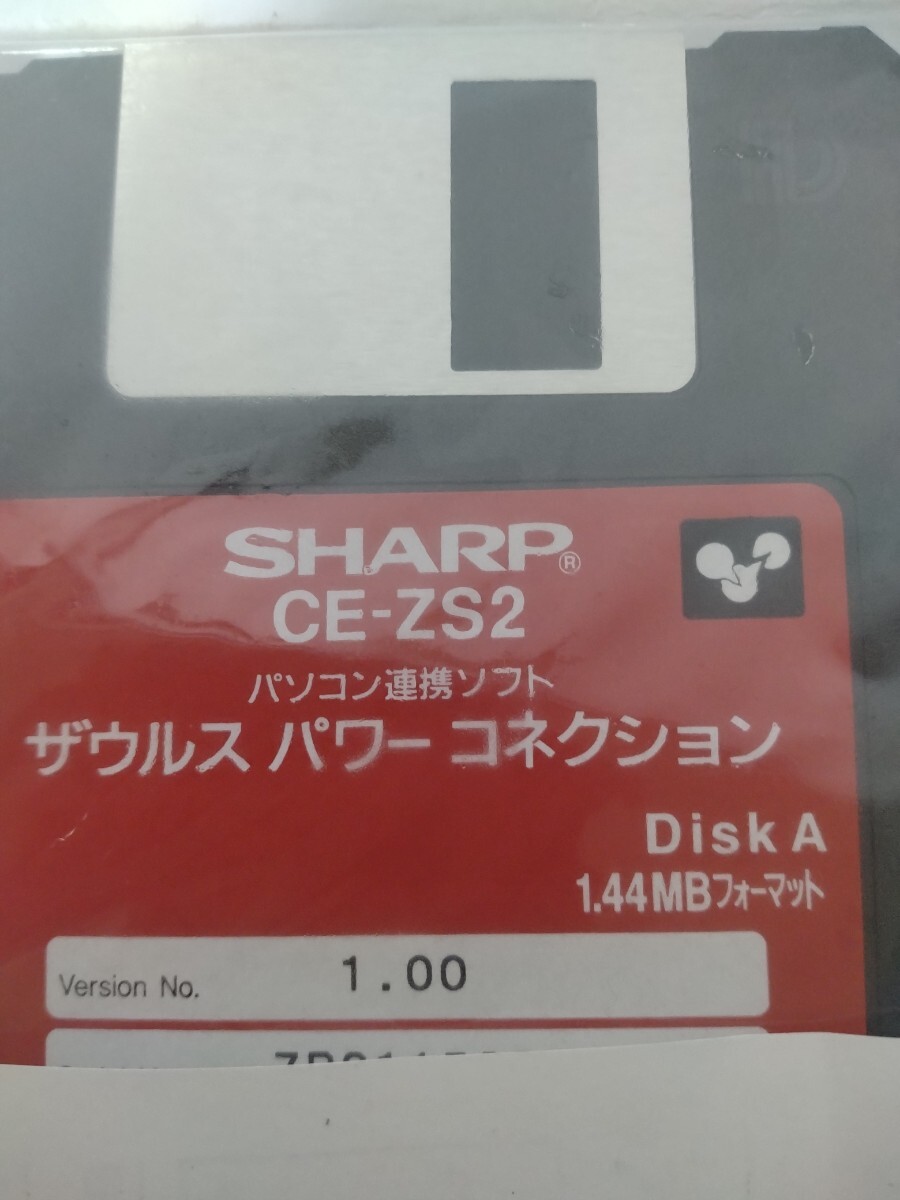 HD
SHARP®
CE-ZS2
パソコン連携ソフト
ザウルス パワー コネクション
Disk A
1.44MBフォーマット
Version No. 1.00